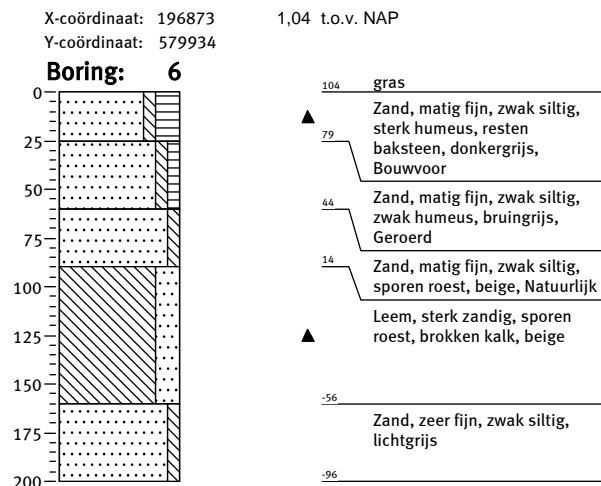 X-coördinaat: 196873 1,04 t.o.v. NAP
Y-coördinaat: 579934
Boring: 6
0
25
50
75
100
125
150
175
200
104 gras
Zand, matig fijn, zwak siltig,
sterk humeus, resten
baksteen, donkergrijs,
Bouwvoor
79
Zand, matig fijn, zwak siltig,
zwak humeus, bruingrijs,
Geroerd
44
Zand, matig fijn, zwak siltig,
sporen roest, beige, Natuurlijk
14
Leem, sterk zandig, sporen
roest, brokken kalk, beige
-56
Zand, zeer fijn, zwak siltig,
lichtgrijs
-96